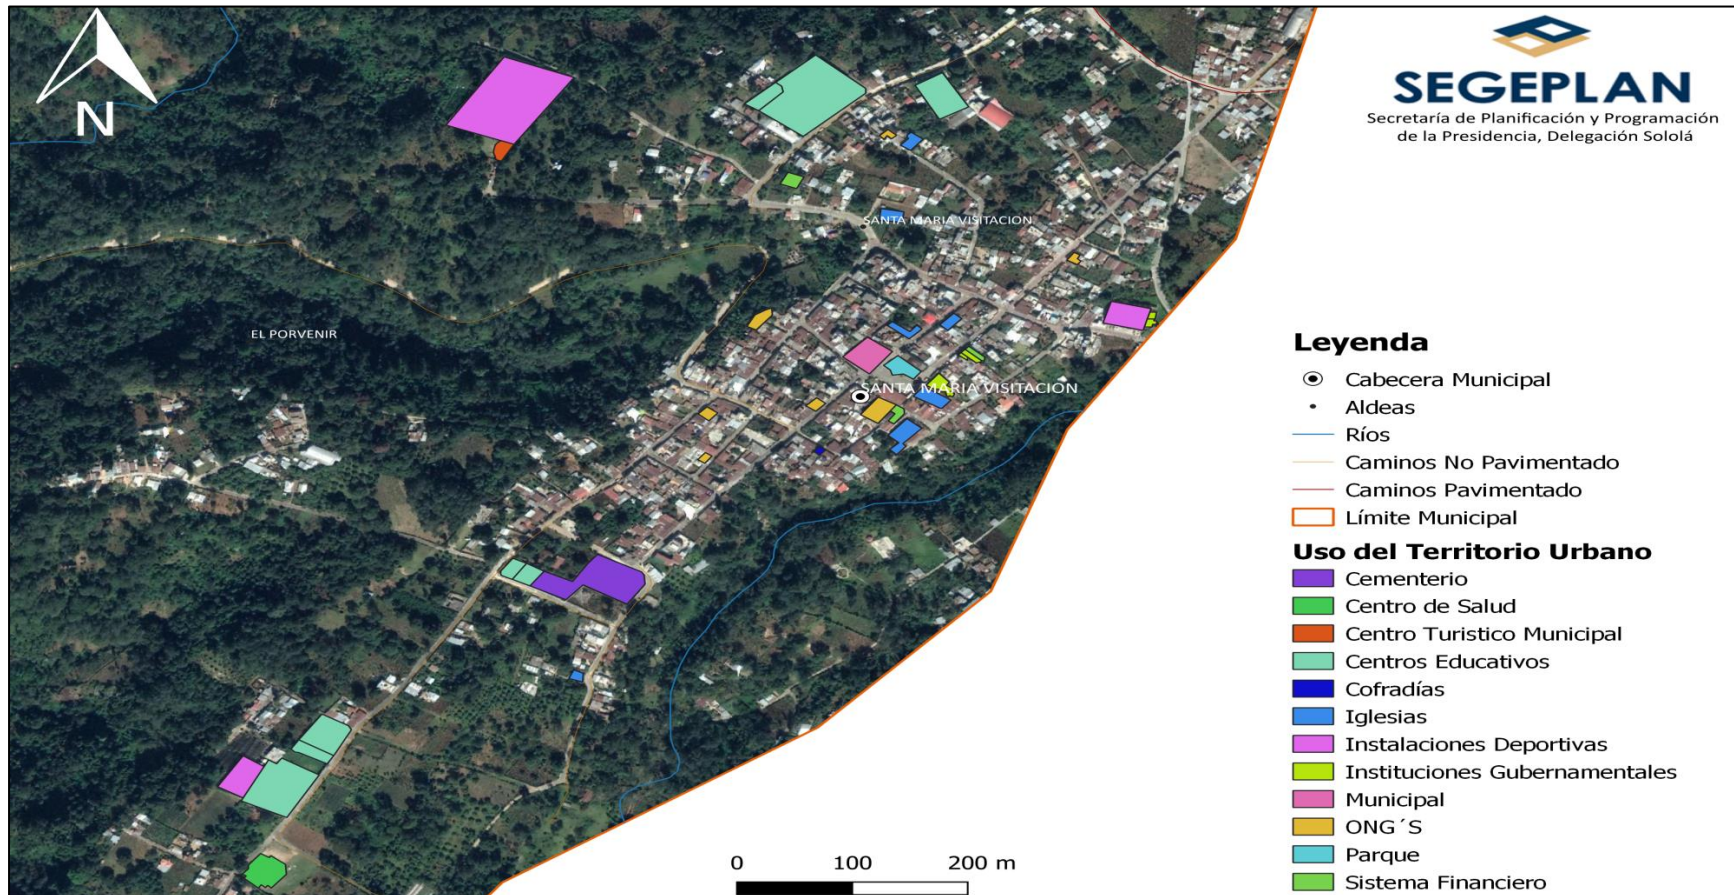 N
SEGEPLAN
Secretaría de Planificación y Programación
de la Presidencia, Delegación Sololá
SANTA MARIA VISITACION
EL PORVENIR
SANTA MARIA VISITACION
Leyenda
Cabecera Municipal
Aldeas
Ríos
Caminos No Pavimentado
Caminos Pavimentado
Límite Municipal
Uso del Territorio Urbano
Cementerio
Centro de Salud
Centro Turistico Municipal
Centros Educativos
Cofradías
Iglesias
Instalaciones Deportivas
Instituciones Gubernamentales
Municipal
ONG´S
Parque
Sistema Financiero
0 100 200 m